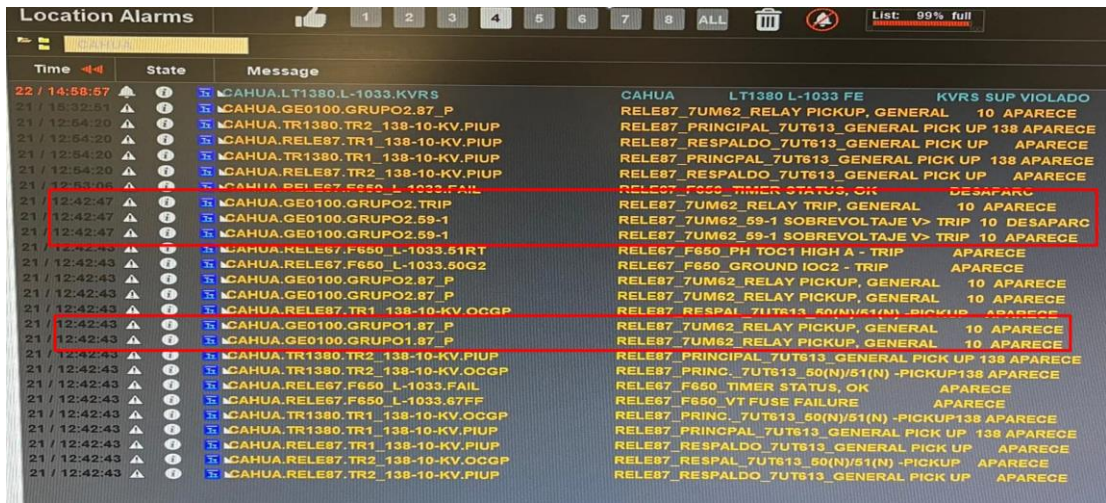 Location Alarms 1 2 3 4 5 6 7 8 ALL List: 99% full
CAHUA
Time State Message
22 / 14:58:57 CAHUA.LT1380.L-1033.KVRS CAHUA LT1380 L-1033 FE KVRS SUP VIOLADO
21 / 15:32:51 CAHUA.GE0100.GRUPO2.87_P RELE87_7UM62_RELAY PICKUP, GENERAL 10 APARECE
21 / 12:54:20 CAHUA.TR1380.TR2_138-10-KV.PIUP RELE87_PRINCIPAL_7UT613_GENERAL PICK UP 138 APARECE
21 / 12:54:20 CAHUA.RELE87.TR1_138-10-KV.PIUP RELE87_RESPALDO_7UT613_GENERAL PICK UP APARECE
21 / 12:54:20 CAHUA.TR1380.TR1_138-10-KV.PIUP RELE87_PRINCPAL_7UT613_GENERAL PICK UP 138 APARECE
21 / 12:54:20 CAHUA.RELE87.TR2_138-10-KV.PIUP RELE87_RESPALDO_7UT613_GENERAL PICK UP APARECE
21 / 12:53:06 CAHUA.RELE67.F650_L-1033.FAIL RELE67_F650_TIMER STATUS, OK DESAPARC
21 / 12:42:47 CAHUA.GE0100.GRUPO2.TRIP RELE87_7UM62_RELAY TRIP, GENERAL 10 APARECE
21 / 12:42:47 CAHUA.GE0100.GRUPO2.59-1 RELE87_7UM62_59-1 SOBREVOLTAJE V> TRIP 10 DESAPARC
21 / 12:42:47 CAHUA.GE0100.GRUPO2.59-1 RELE87_7UM62_59-1 SOBREVOLTAJE V> TRIP 10 APARECE
21 / 12:42:43 CAHUA.RELE67.F650_L-1033.51RT RELE67_F650_PH TOC1 HIGH A - TRIP APARECE
21 / 12:42:43 CAHUA.RELE67.F650_L-1033.50G2 RELE67_F650_GROUND IOC2 - TRIP APARECE
21 / 12:42:43 CAHUA.GE0100.GRUPO2.87_P RELE87_7UM62_RELAY PICKUP, GENERAL 10 APARECE
21 / 12:42:43 CAHUA.GE0100.GRUPO2.87_P RELE87_7UM62_RELAY PICKUP, GENERAL 10 APARECE
21 / 12:42:43 CAHUA.RELE87.TR1_138-10-KV.OCGP RELE87_RESPAL_7UT613_50(N)/51(N) -PICKUP APARECE
21 / 12:42:43 CAHUA.GE0100.GRUPO1.87_P RELE87_7UM62_RELAY PICKUP, GENERAL 10 APARECE
21 / 12:42:43 CAHUA.GE0100.GRUPO1.87_P RELE87_7UM62_RELAY PICKUP, GENERAL 10 APARECE
21 / 12:42:43 CAHUA.TR1380.TR2_138-10-KV.PIUP RELE87_PRINCIPAL_7UT613_GENERAL PICK UP 138 APARECE
21 / 12:42:43 CAHUA.TR1380.TR2_138-10-KV.OCGP RELE87_PRINC._7UT613_50(N)/51(N) -PICKUP138 APARECE
21 / 12:42:43 CAHUA.RELE67.F650_L-1033.FAIL RELE67_F650_TIMER STATUS, OK APARECE
21 / 12:42:43 CAHUA.RELE67.F650_L-1033.67FF RELE67_F650_VT FUSE FAILURE APARECE
21 / 12:42:43 CAHUA.TR1380.TR1_138-10-KV.OCGP RELE87_PRINC._7UT613_50(N)/51(N) -PICKUP138 APARECE
21 / 12:42:43 CAHUA.TR1380.TR1_138-10-KV.PIUP RELE87_PRINCPAL_7UT613_GENERAL PICK UP 138 APARECE
21 / 12:42:43 CAHUA.RELE87.TR1_138-10-KV.PIUP RELE87_RESPALDO_7UT613_GENERAL PICK UP APARECE
21 / 12:42:43 CAHUA.RELE87.TR2_138-10-KV.OCGP RELE87_RESPAL_7UT613_50(N)/51(N) -PICKUP APARECE
21 / 12:42:43 CAHUA.RELE87.TR2_138-10-KV.PIUP RELE87_RESPALDO_7UT613_GENERAL PICK UP APARECE